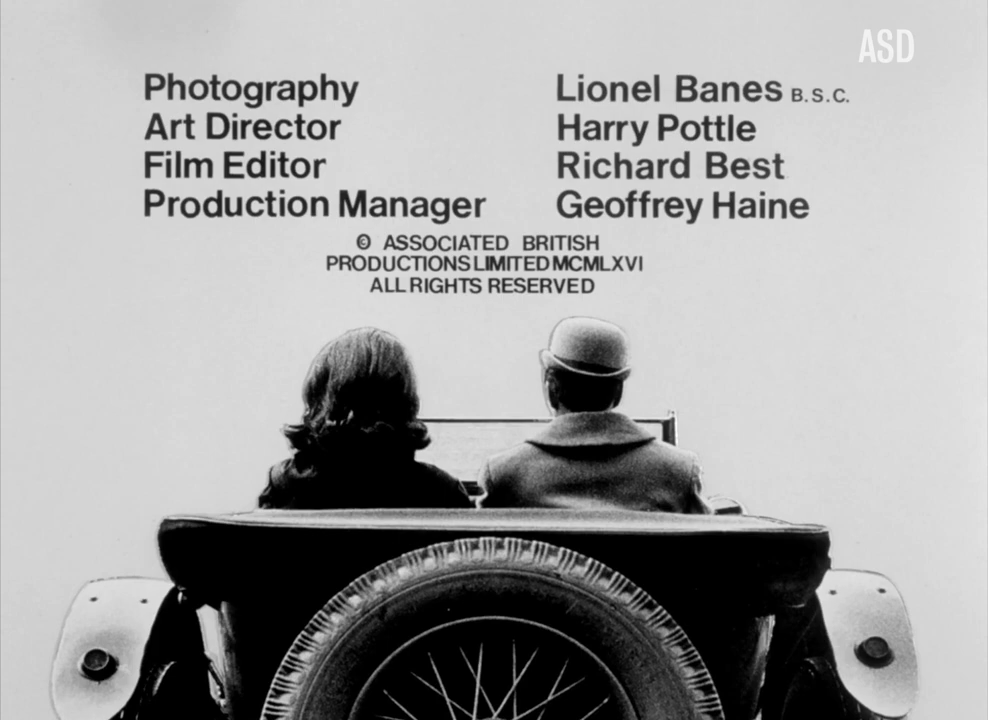 ASD
Photography Lionel Banes B.S.C.
Art Director Harry Pottle
Film Editor Richard Best
Production Manager Geoffrey Haine
© ASSOCIATED BRITISH
PRODUCTIONS LIMITED MCMLXVI
ALL RIGHTS RESERVED